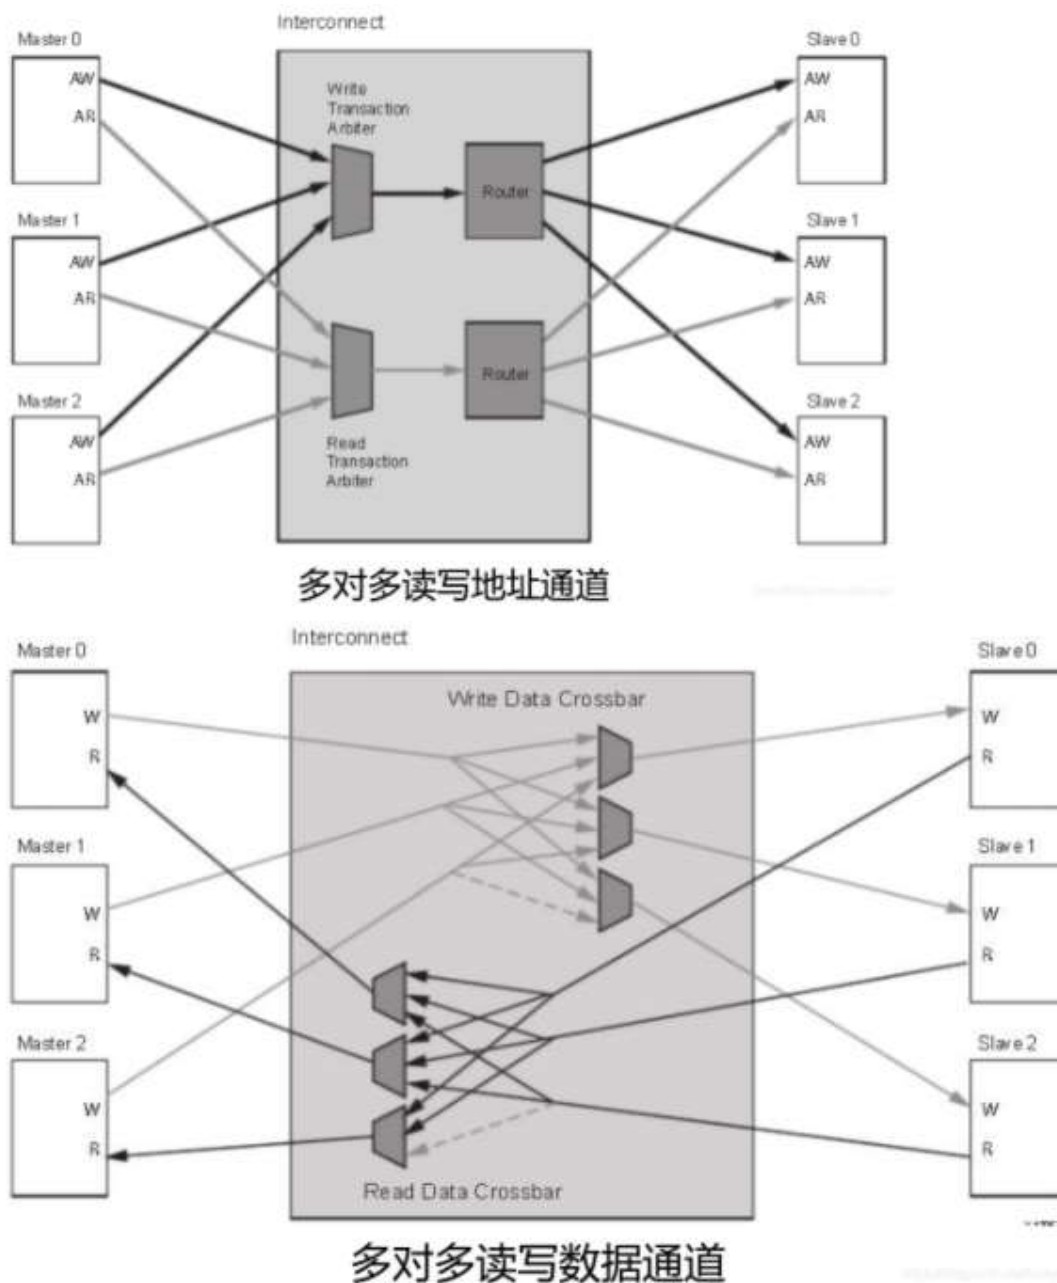 Interconnect
Master 0
Slave 0
AW
AR
Write
Transaction
Arbiter
Router
AW
AR
Master 1
Slave 1
AW
AR
AW
AR
Router
Master 2
Slave 2
AW
AR
Read
Transaction
Arbiter
AW
AR
多对多读写地址通道
Interconnect
Master 0
Slave 0
Write Data Crossbar
W
R
W
R
Master 1
Slave 1
W
R
W
R
Master 2
Slave 2
W
R
W
R
Read Data Crossbar
多对多读写数据通道